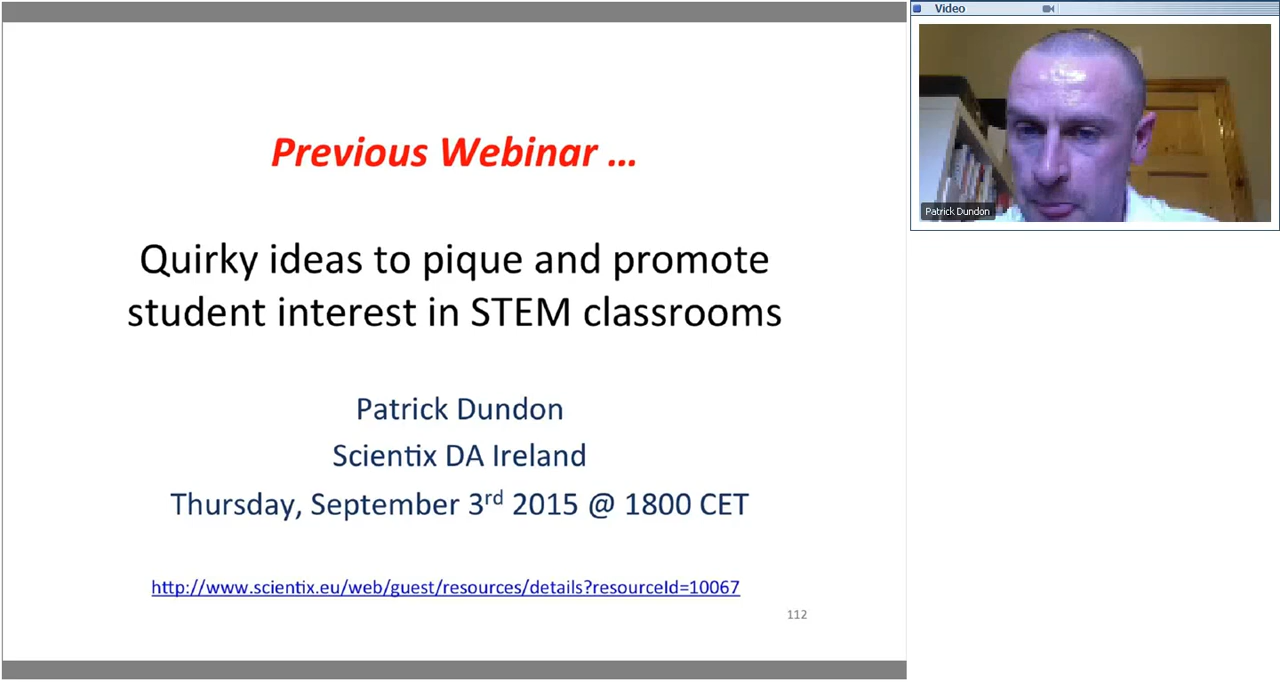 Previous Webinar ...
Quirky ideas to pique and promote
student interest in STEM classrooms
Patrick Dundon
Scientix DA Ireland
Thursday, September 3rd 2015 @ 1800 CET
http://www.scientix.eu/web/guest/resources/details?resourceId=10067
112
Video
Patrick Dundon